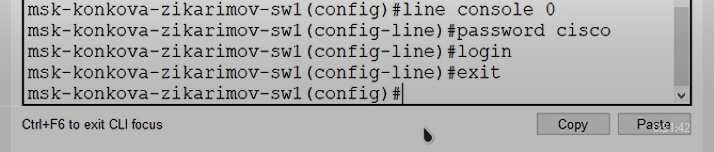 msk-konkova-zikarimov-sw1(config)#line console 0
msk-konkova-zikarimov-sw1(config-line)#password cisco
msk-konkova-zikarimov-sw1(config-line)#login
msk-konkova-zikarimov-sw1(config-line)#exit
msk-konkova-zikarimov-sw1(config)#
Ctrl+F6 to exit CLI focus
Copy
Paste